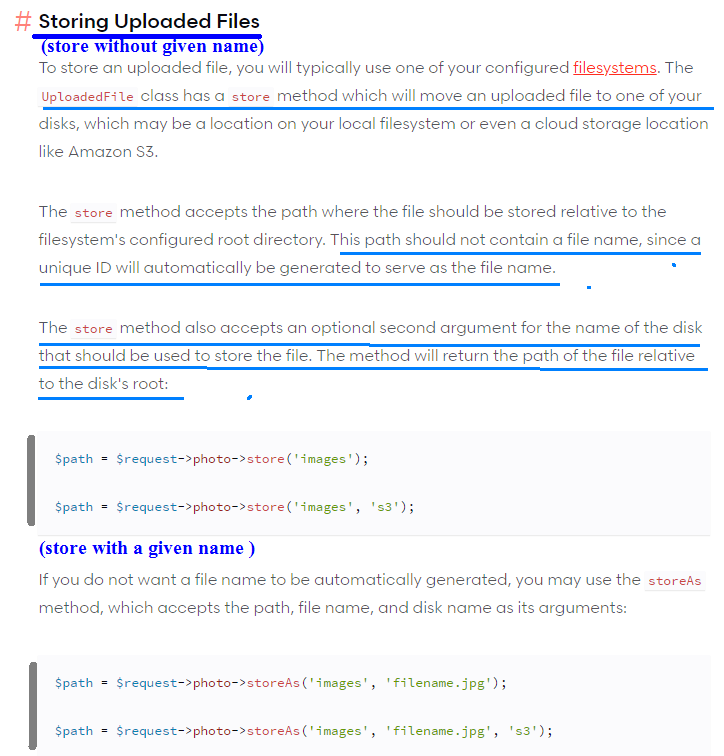 # Storing Uploaded Files
(store without given name)
To store an uploaded file, you will typically use one of your configured filesystems. The
UploadedFile class has a store method which will move an uploaded file to one of your
disks, which may be a location on your local filesystem or even a cloud storage location
like Amazon S3.
The store method accepts the path where the file should be stored relative to the
filesystem's configured root directory. This path should not contain a file name, since a
unique ID will automatically be generated to serve as the file name.
The store method also accepts an optional second argument for the name of the disk
that should be used to store the file. The method will return the path of the file relative
to the disk's root:
$path = $request->photo->store('images');
$path = $request->photo->store('images', 's3');
(store with a given name )
If you do not want a file name to be automatically generated, you may use the storeAs
method, which accepts the path, file name, and disk name as its arguments:
$path = $request->photo->storeAs('images', 'filename.jpg');
$path = $request->photo->storeAs('images', 'filename.jpg', 's3');